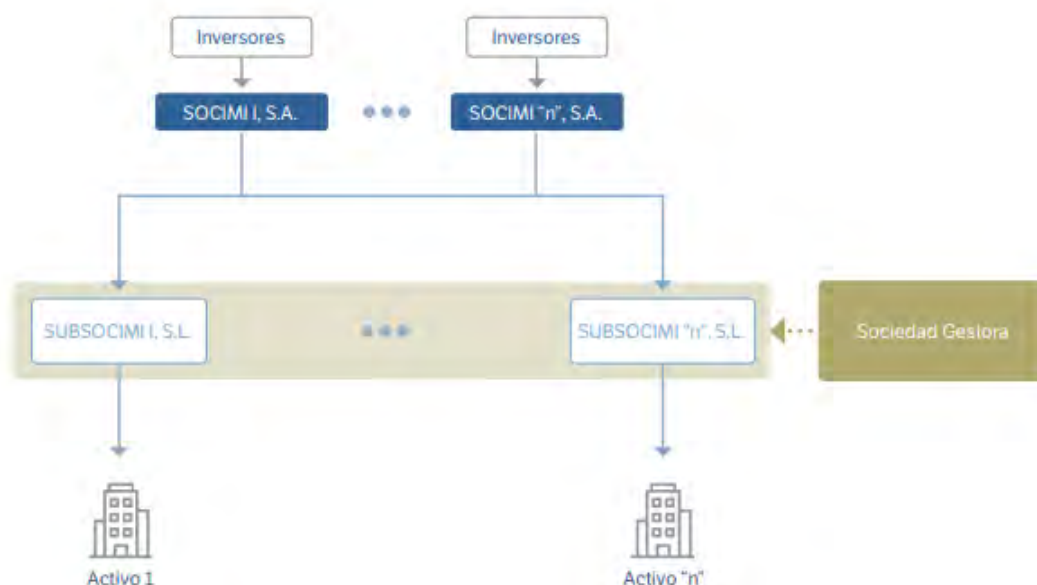 Inversores
Inversores
SOCIMI I, S.A.
SOCIMI "n", S.A.
SUBSOCIMI I, S.L.
SUBSOCIMI "n", S.L.
Sociedad Gestora
Activo 1
Activo "n"